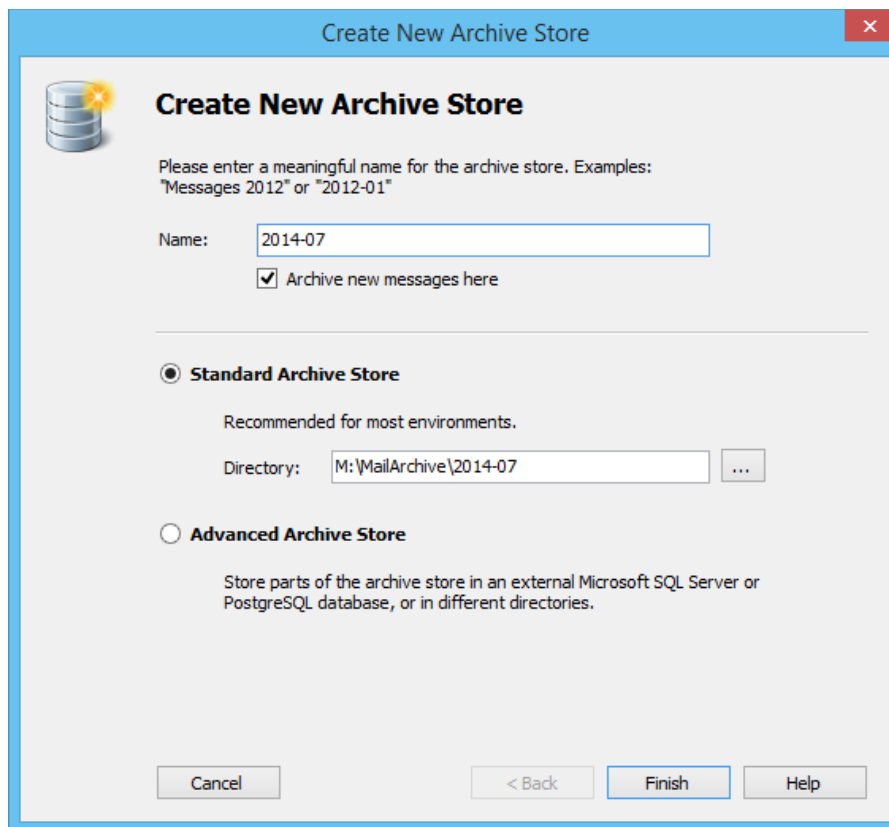 Create New Archive Store
Create New Archive Store
Please enter a meaningful name for the archive store. Examples:
"Messages 2012" or "2012-01"
Name: 2014-07
Archive new messages here
Standard Archive Store
Recommended for most environments.
Directory: M:\MailArchive\2014-07 ...
Advanced Archive Store
Store parts of the archive store in an external Microsoft SQL Server or
PostgreSQL database, or in different directories.
Cancel < Back Finish Help